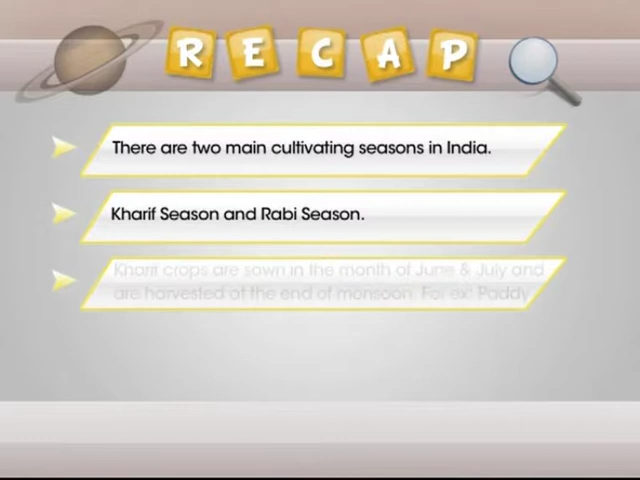 RECAP
There are two main cultivating seasons in India.
Kharif Season and Rabi Season.
Kharif crops are sown in the month of June & July and
are harvested at the end of monsoon. For ex: Paddy